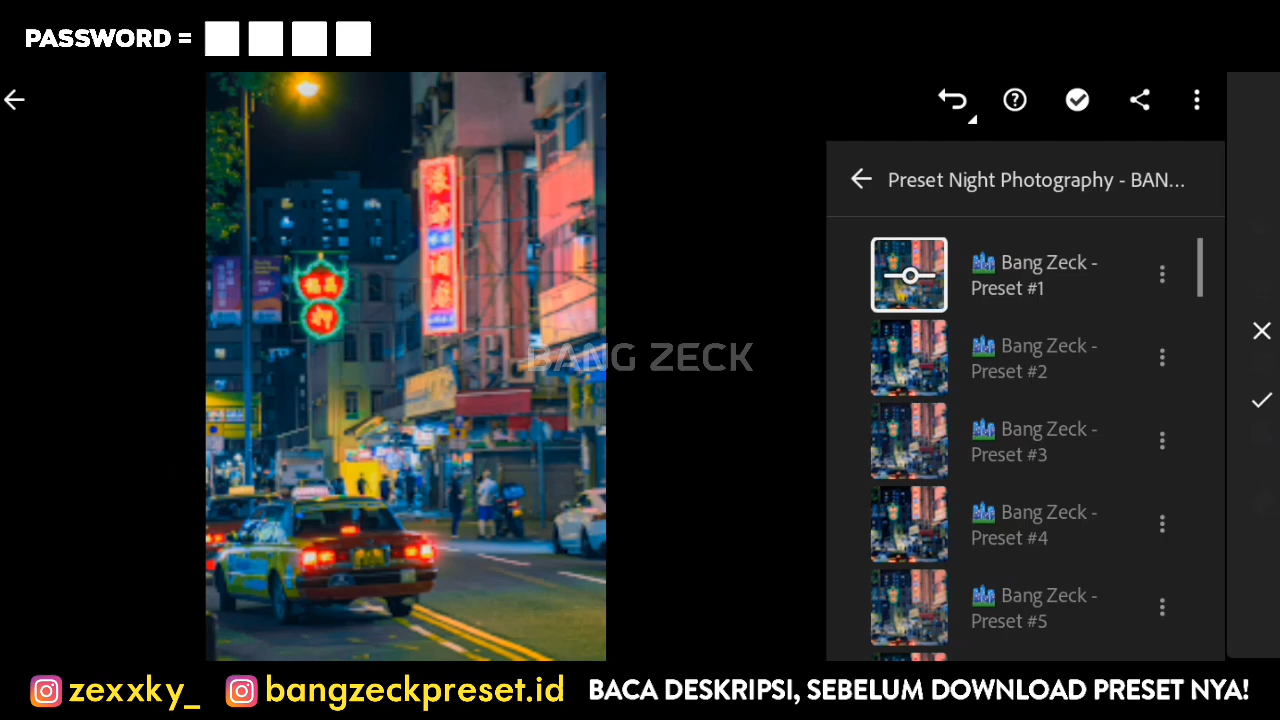 PASSWORD =
Preset Night Photography - BAN...
Bang Zeck -
Preset #1
Bang Zeck -
Preset #2
BANG ZECK
Bang Zeck -
Preset #3
Bang Zeck -
Preset #4
Bang Zeck -
Preset #5
zexxky_
bangzeckpreset.id
BACA DESKRIPSI, SEBELUM DOWNLOAD PRESET NYA!